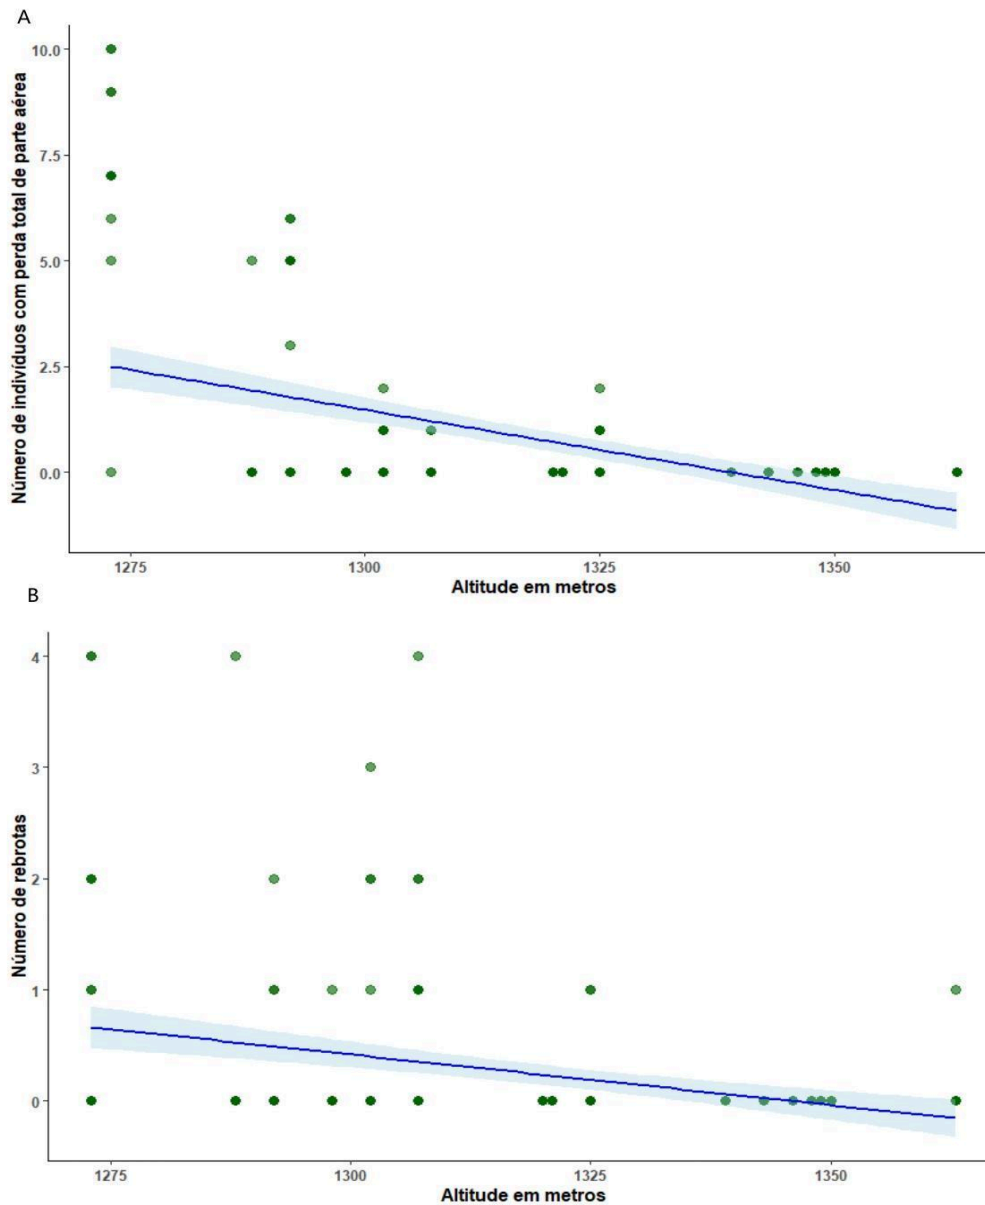 A
Número de indivíduos com perda total de parte aérea
10.0
7.5
5.0
2.5
0.0
1275 1300 1325 1350
Altitude em metros
B
Número de rebrotas
4
3
2
1
0
1275 1300 1325 1350
Altitude em metros